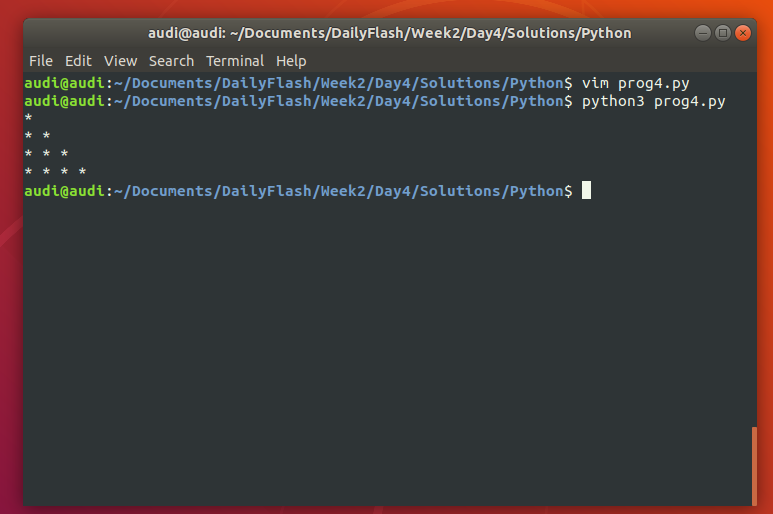 audi@audi: ~/Documents/DailyFlash/Week2/Day4/Solutions/Python
File Edit View Search Terminal Help
audi@audi:~/Documents/DailyFlash/Week2/Day4/Solutions/Python$ vim prog4.py
audi@audi:~/Documents/DailyFlash/Week2/Day4/Solutions/Python$ python3 prog4.py
*
* *
* * *
* * * *
audi@audi:~/Documents/DailyFlash/Week2/Day4/Solutions/Python$